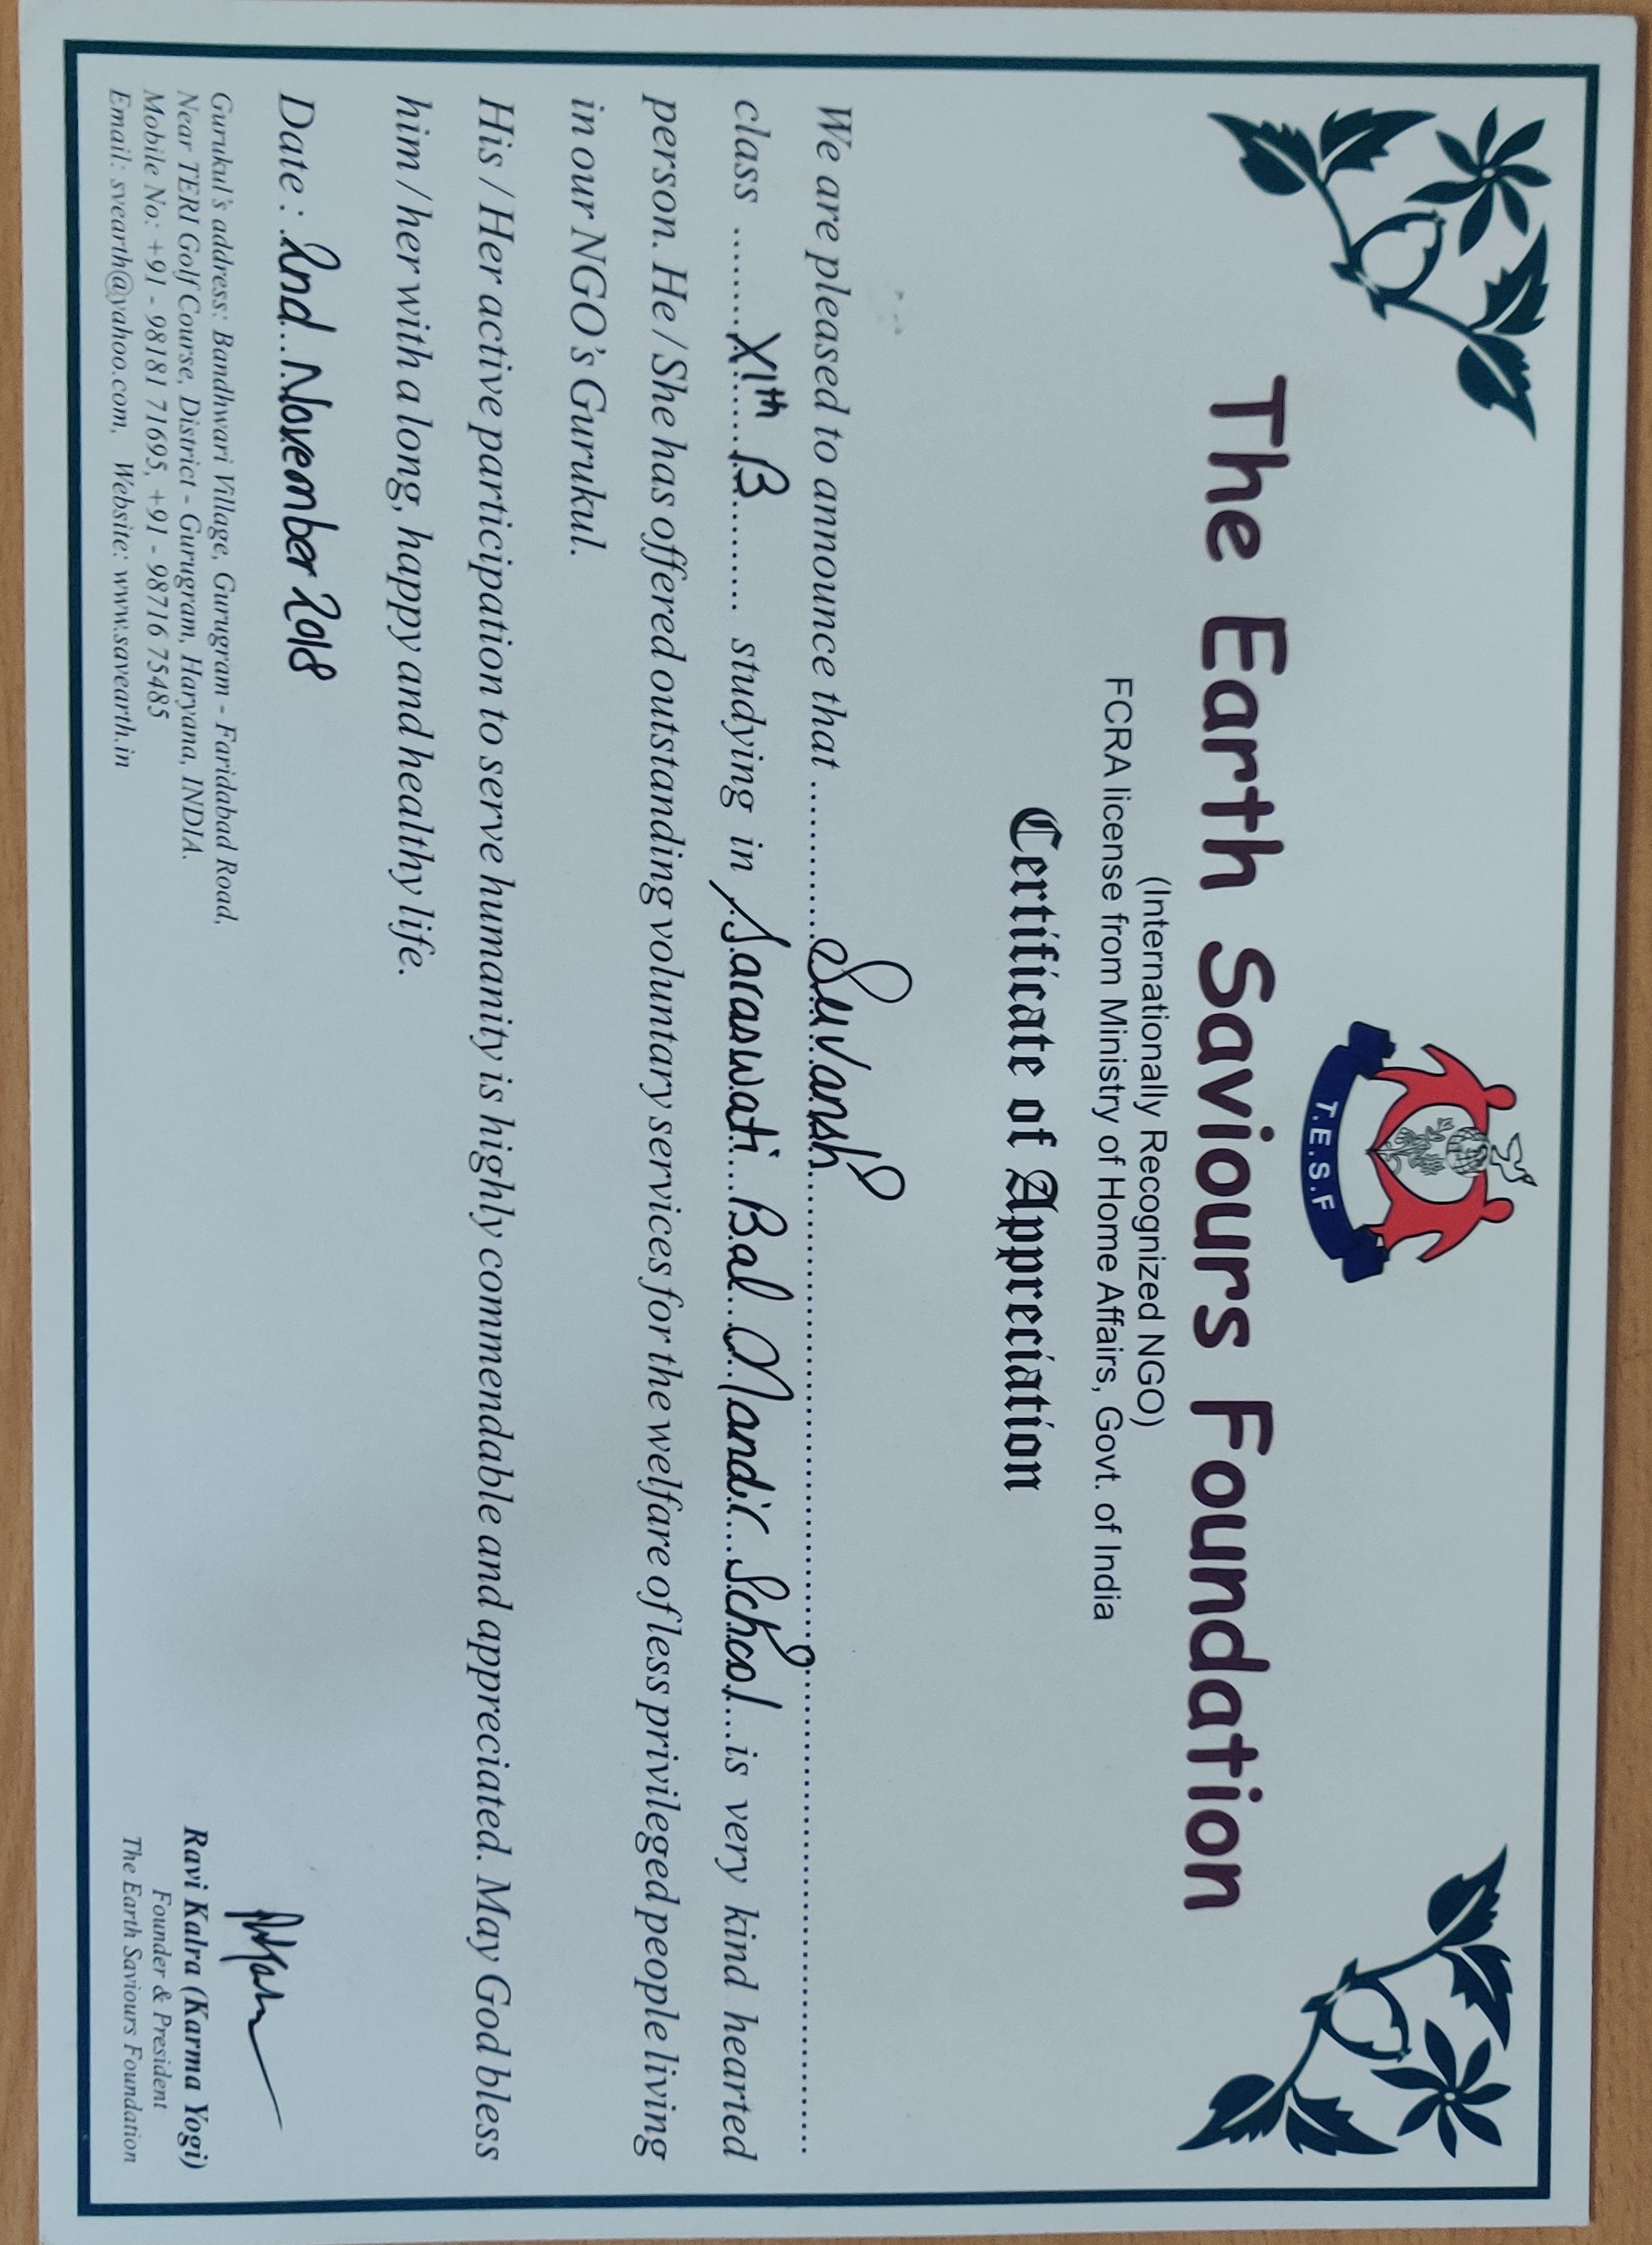 T.E.S.F
The Earth Saviours Foundation
(Internationally Recognized NGO)
FCRA license from Ministry of Home Affairs, Govt. of India
Certificate of Appreciation
We are pleased to announce that ............Suvansh............
class ........XIth B......... studying in Saraswati Bal Mandir School...is very kind hearted
person. He / She has offered outstanding voluntary services for the welfare of less privileged people living
in our NGO's Gurukul.
His / Her active participation to serve humanity is highly commendable and appreciated. May God bless
him / her with a long, happy and healthy life.
Date : 2nd November 2018
Gurukul's address: Bandhwari Village, Gurugram - Faridabad Road,
Near TERI Golf Course, District - Gurugram, Haryana, INDIA.
Mobile No: +91 - 98181 71695, +91 - 98716 75485
Email: svearth@yahoo.com, Website: www.savearth.in
Ravi Kalra (Karma Yogi)
Founder & President
The Earth Saviours Foundation